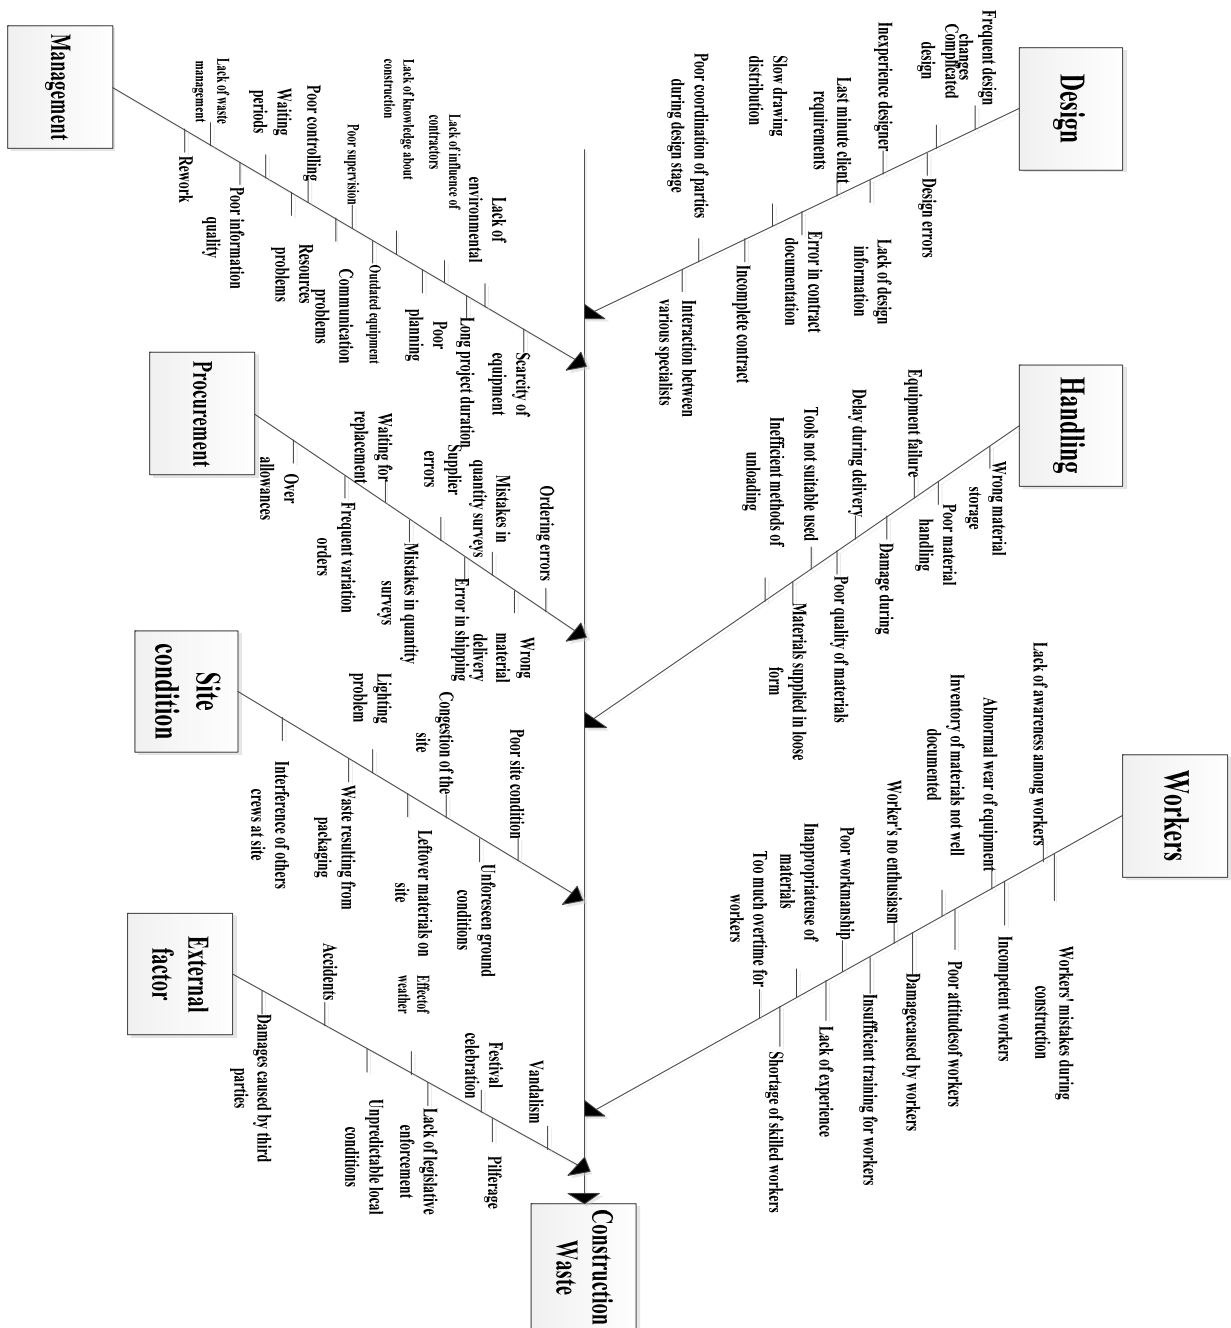 Design
Frequent design
changes
Complicated
design
Inexperience designer
Last minute client
requirements
Slow drawing
distribution
Poor coordination of parties
during design stage
Design errors
Lack of design
information
Error in contract
documentation
Incomplete contract
Interaction between
various specialists
Handling
Equipment failure
Delay during delivery
Tools not suitable used
Inefficient methods of
unloading
Wrong material
storage
Poor material
handling
Damage during
Poor quality of materials
Materials supplied in loose
form
Workers
Lack of awareness among workers
Abnormal wear of equipment
Inventory of materials not well
documented
Worker's no enthusiasm
Poor workmanship
Inappropriateuse of
materials
Too much overtime for
workers
Workers' mistakes during
construction
Incompetent workers
Poor attitudesof workers
Damagecaused by workers
Insufficient training for workers
Lack of experience
Shortage of skilled workers
Construction
Waste
Management
Lack of
environmental
Lack of influence of
contractors
Lack of knowledge about
construction
Poor supervision
Poor controlling
Waiting
periods
Lack of waste
management
Scarcity of
equipment
Long project duration
Poor
planning
Outdated equipment
Communication
problems
Resources
problems
Poor information
quality
Rework
Procurement
Ordering errors
Mistakes in
quantity surveys
Supplier
errors
Waiting for
replacement
Wrong
material
delivery
Error in shipping
Mistakes in quantity
surveys
Frequent variation
orders
Over
allowances
Site
condition
Poor site condition
Congestion of the
site
Lighting
problem
Unforeseen ground
conditions
Leftover materials on
site
Waste resulting from
packaging
Interference of others
crews at site
External
factor
Vandalism
Festival
celebration
Effectof
weather
Accidents
Pilferage
Lack of legislative
enforcement
Unpredictable local
conditions
Damages caused by third
parties